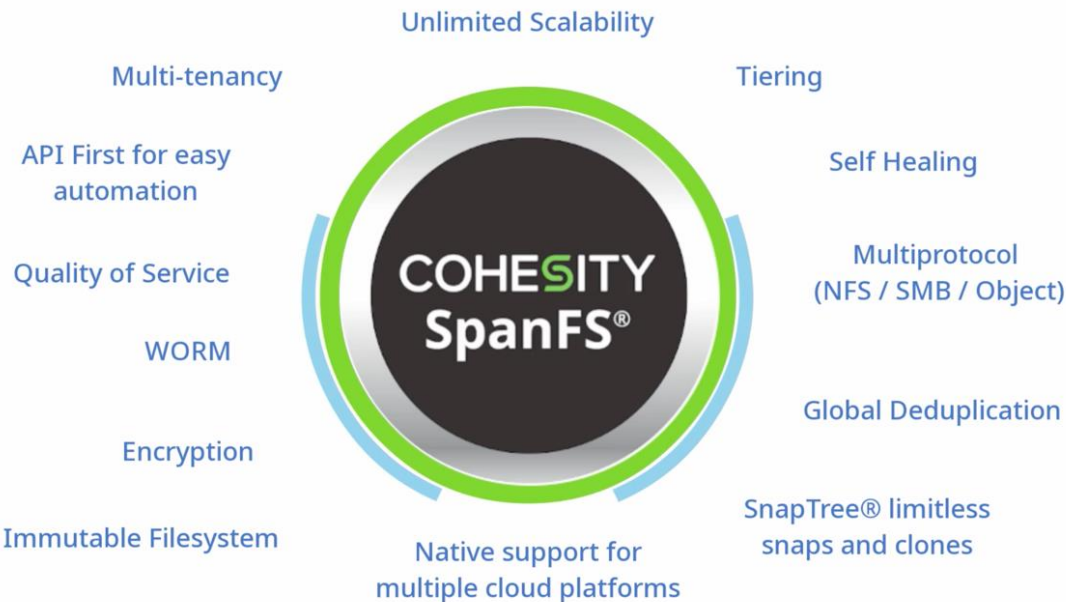 Unlimited Scalability
Multi-tenancy
Tiering
API First for easy
automation
Self Healing
Quality of Service
Multiprotocol
(NFS / SMB / Object)
COHESITY
SpanFS®
WORM
Global Deduplication
Encryption
SnapTree® limitless
snaps and clones
Immutable Filesystem
Native support for
multiple cloud platforms